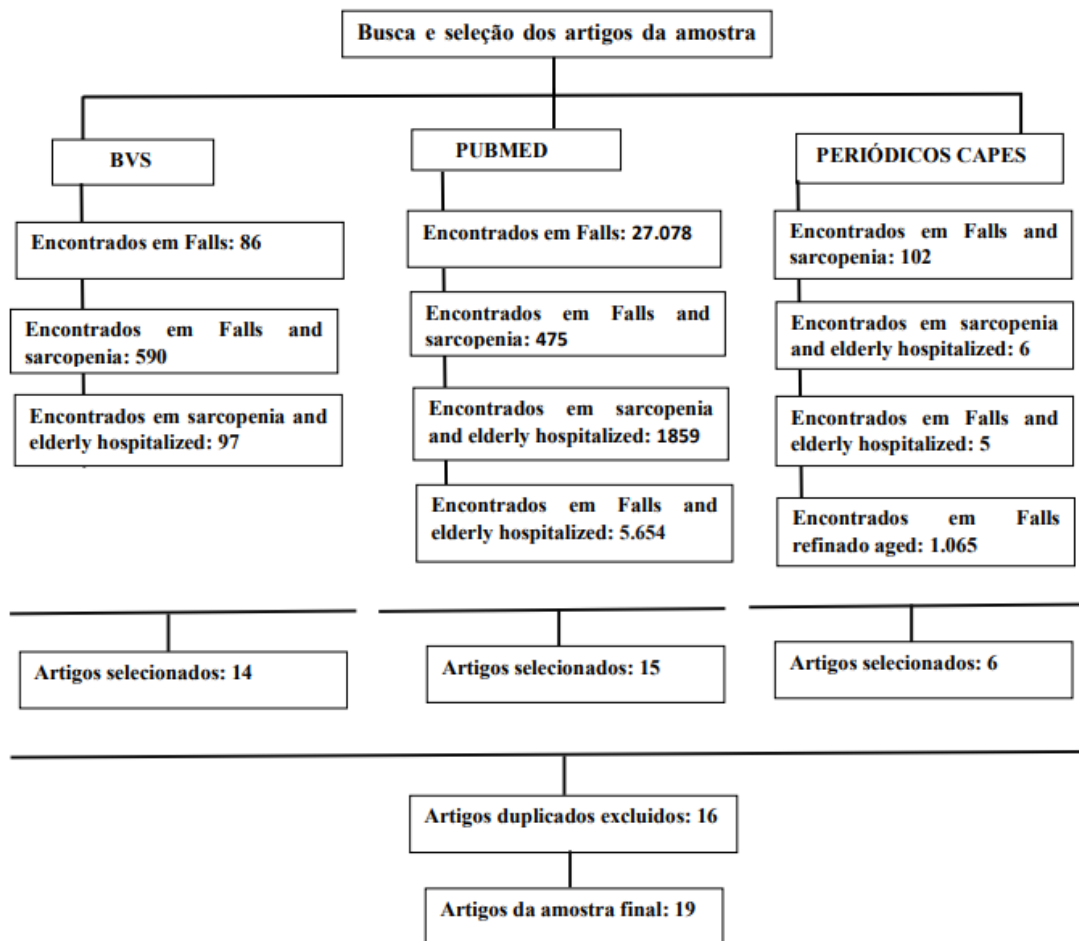 Busca e seleção dos artigos da amostra
BVS
Encontrados em Falls: 86
Encontrados em Falls and
sarcopenia: 590
Encontrados em sarcopenia and
elderly hospitalized: 97
Artigos selecionados: 14
PUBMED
Encontrados em Falls: 27.078
Encontrados em Falls and
sarcopenia: 475
Encontrados em sarcopenia
and elderly hospitalized: 1859
Encontrados em Falls and
elderly hospitalized: 5.654
Artigos selecionados: 15
PERIÓDICOS CAPES
Encontrados em Falls and
sarcopenia: 102
Encontrados em sarcopenia
and elderly hospitalized: 6
Encontrados em Falls and
elderly hospitalized: 5
Encontrados em Falls
refinado aged: 1.065
Artigos selecionados: 6
Artigos duplicados excluidos: 16
Artigos da amostra final: 19